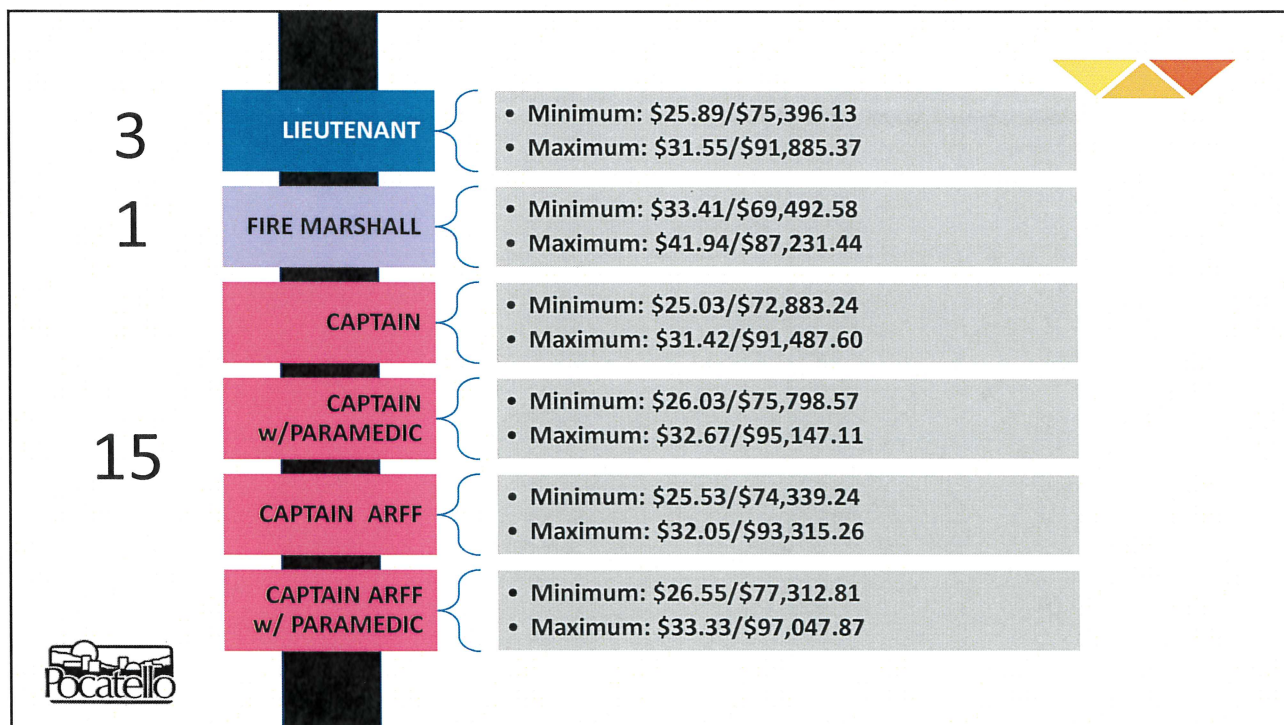 3
LIEUTENANT
• Minimum: $25.89/$75,396.13
• Maximum: $31.55/$91,885.37
1
FIRE MARSHALL
• Minimum: $33.41/$69,492.58
• Maximum: $41.94/$87,231.44
15
CAPTAIN
• Minimum: $25.03/$72,883.24
• Maximum: $31.42/$91,487.60
CAPTAIN
w/PARAMEDIC
• Minimum: $26.03/$75,798.57
• Maximum: $32.67/$95,147.11
CAPTAIN ARFF
• Minimum: $25.53/$74,339.24
• Maximum: $32.05/$93,315.26
CAPTAIN ARFF
w/ PARAMEDIC
• Minimum: $26.55/$77,312.81
• Maximum: $33.33/$97,047.87
Pocatello